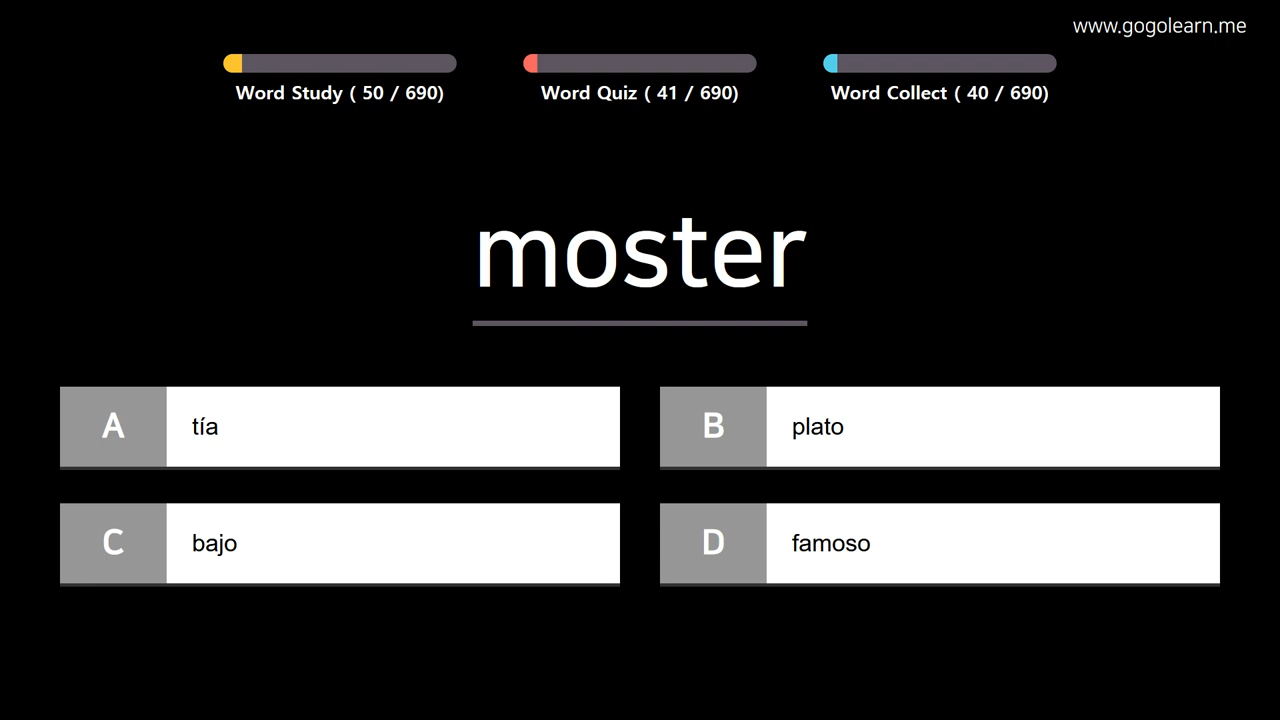 www.gogolearn.me
Word Study ( 50 / 690)
Word Quiz ( 41 / 690)
Word Collect ( 40 / 690)
moster
A tía
B plato
C bajo
D famoso